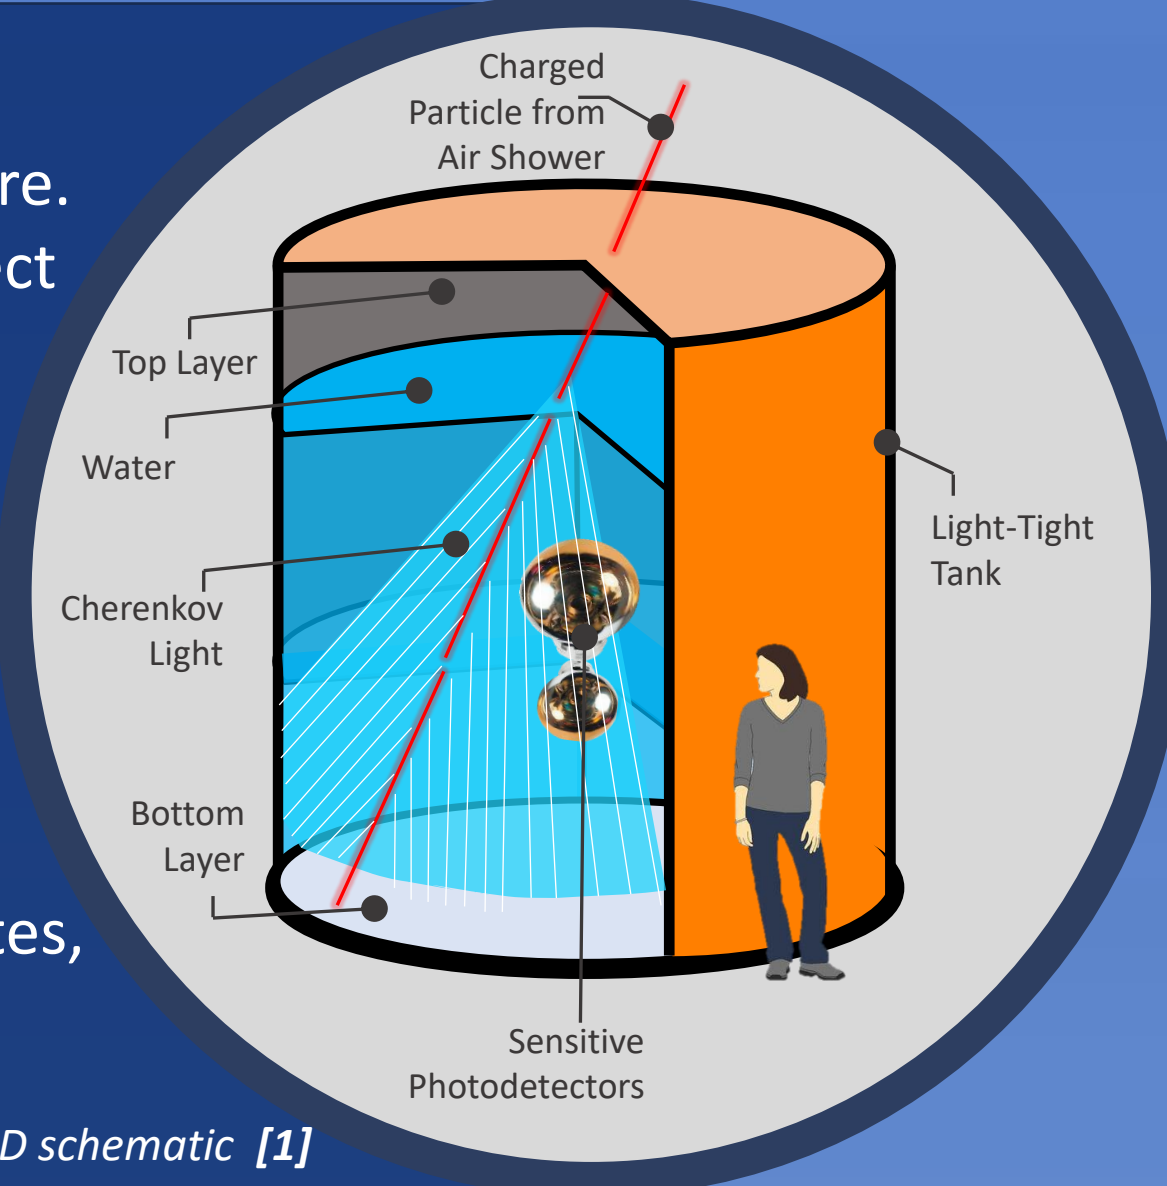 Charged
Particle from
Air Shower
re.
ect
Top Layer
Water
Light-Tight
Tank
Cherenkov
Light
Bottom
Layer
tes,
Sensitive
Photodetectors
D schematic [1]